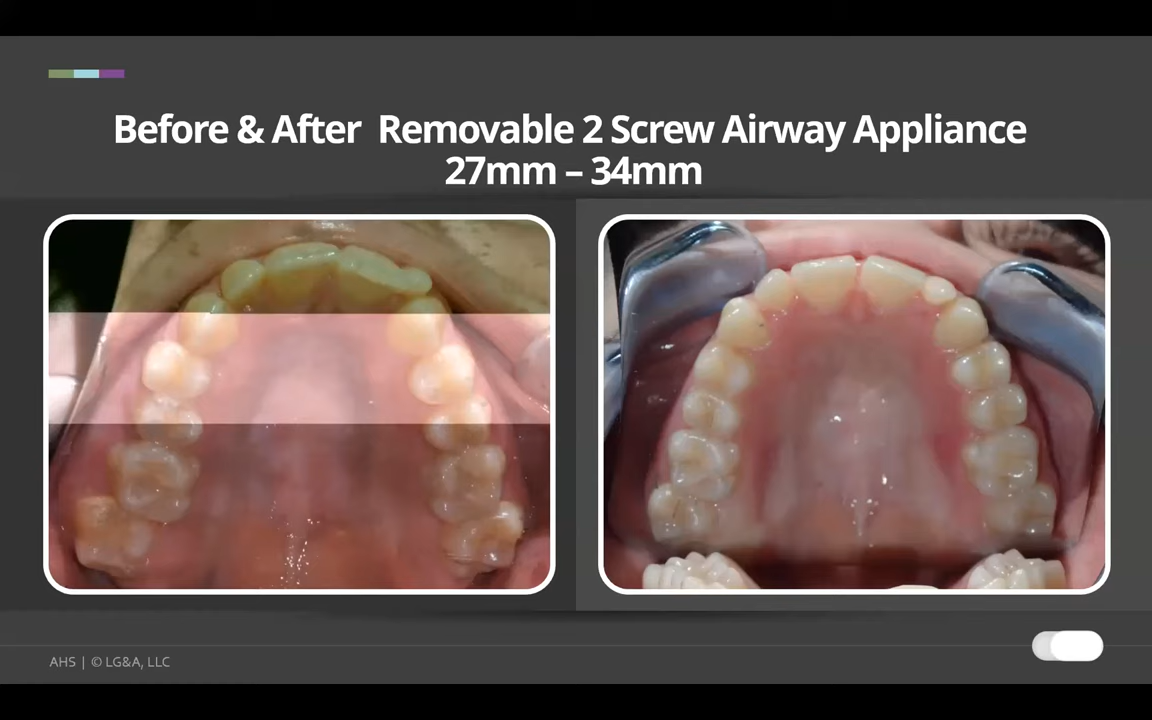 Before & After  Removable 2 Screw Airway Appliance
27mm – 34mm
AHS | © LG&A, LLC